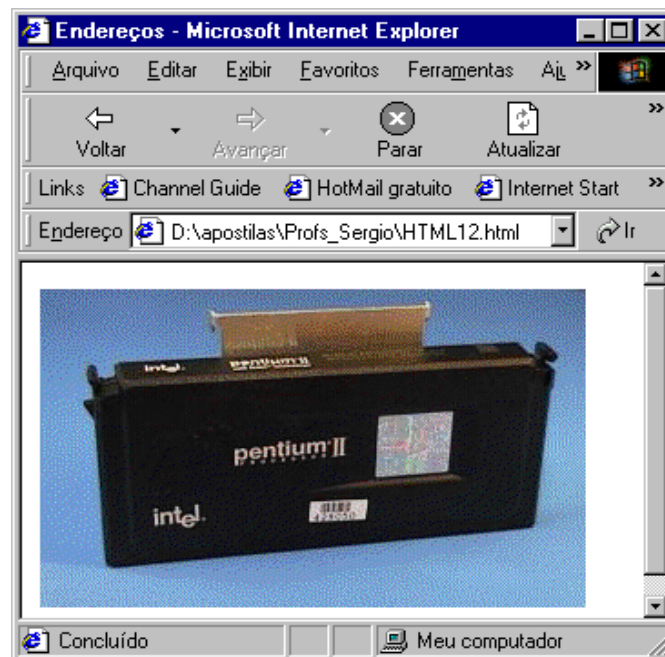 Endereços - Microsoft Internet Explorer
Arquivo Editar Exibir Favoritos Ferramentas Aju »
Voltar Avançar Parar Atualizar »
Links Channel Guide HotMail gratuito Internet Start »
Endereço D:\apostilas\Profs_Sergio\HTML12.html Ir
intel. pentium II
pentium II
intel.
Concluído Meu computador